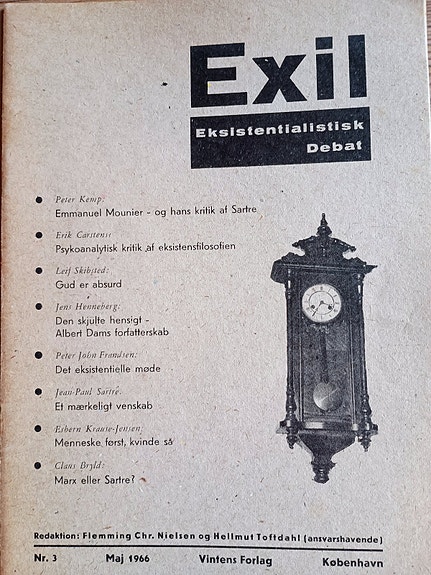 Exil
Eksistentialistisk
Debat
Peter Kemp:
Emmanuel Mounier - og hans kritik af Sartre
Erik Carstens:
Psykoanalytisk kritik af eksistensfilosofien
Leif Skibsted:
Gud er absurd
Jens Henneberg:
Den skjulte hensigt -
Albert Dams forfatterskab
Peter John Frandsen:
Det eksistentielle møde
Jean-Paul Sartre:
Et mærkeligt venskab
Esbern Krause-Jensen:
Menneske først, kvinde så
Claus Bryld:
Marx eller Sartre?
Redaktion: Flemming Chr. Nielsen og Hellmut Toftdahl (ansvarshavende)
Nr. 3 Maj 1966 Vintens Forlag København